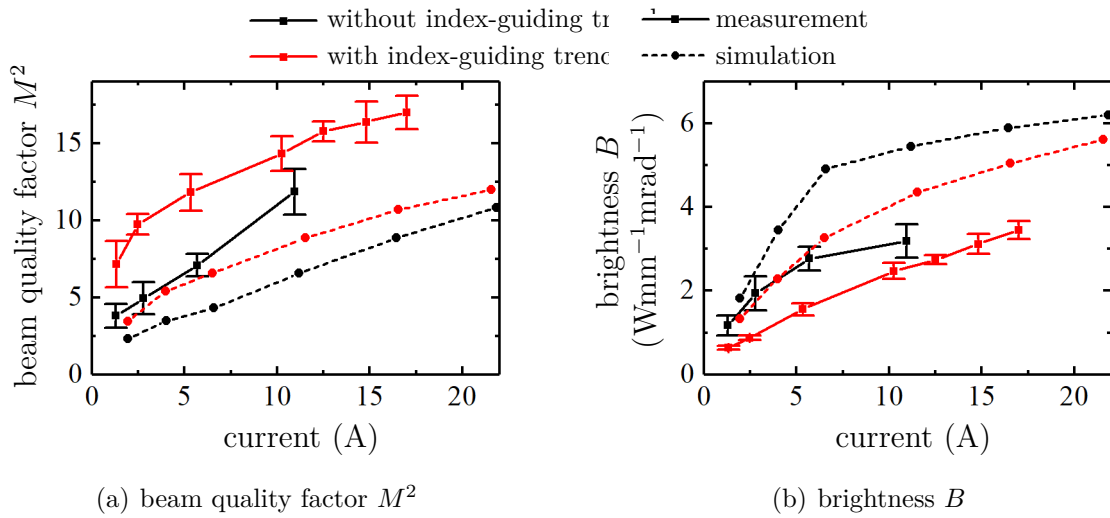 without index-guiding
measurement
with index-guiding
simulation
beam quality factor M²
15
10
5
0
0 5 10 15 20
current (A)
brightness B
(Wmm⁻¹mrad⁻¹)
6
4
2
0
0 5 10 15 20
current (A)
(a) beam quality factor M²
(b) brightness B